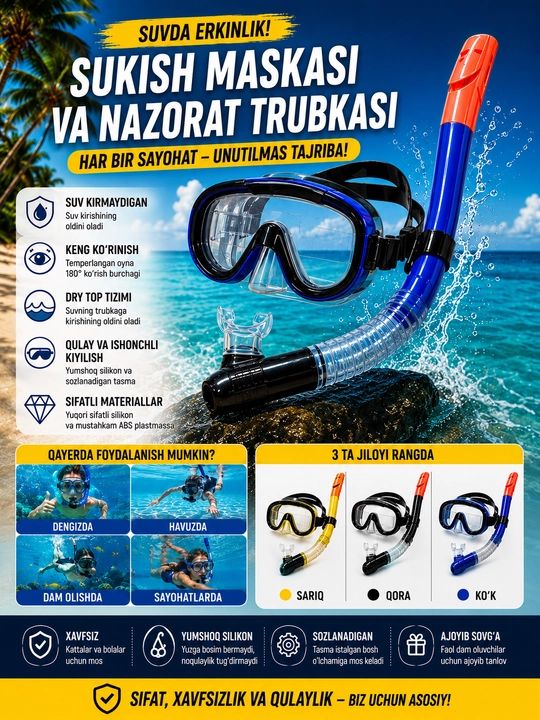 SUVDA ERKINLIK!
SUKISH MASKASI
VA NAZORAT TRUBKASI
HAR BIR SAYOHAT – UNUTILMAS TAJRIBA!
SUV KIRMAYDIGAN
Suv kirishining
oldini oladi
KENG KO‘RINISH
Temperlangan oyna
180° ko‘rish burchagi
DRY TOP TIZIMI
Suvning trubkaga
kirishining oldini oladi
QULAY VA ISHONCHLI
KIYILISH
Yumshoq silikon va
sozlanadigan tasma
SIFATLI MATERIALLAR
Yuqori sifatli silikon
va mustahkam ABS plastmassa
QAYERDA FOYDALANISH MUMKIN?
DENGIZDA
HAVUZDA
DAM OLISHDA
SAYOHATLARDA
3 TA JILOYI RANGDA
SARIQ
QORA
KO‘K
XAVFSIZ
Kattalar va bolalar
uchun mos
YUMSHOQ SILIKON
Yuzga bosim bermaydi,
noqulaylik tug‘dirmaydi
SOZLANADIGAN
Tasma istalgan bosh
o‘lchamiga mos keladi
AJOYIB SOVG‘A
Faol dam oluvchilar
uchun ajoyib tanlov
SIFAT, XAVFSIZLIK VA QULAYLIK – BIZ UCHUN ASOSIY!